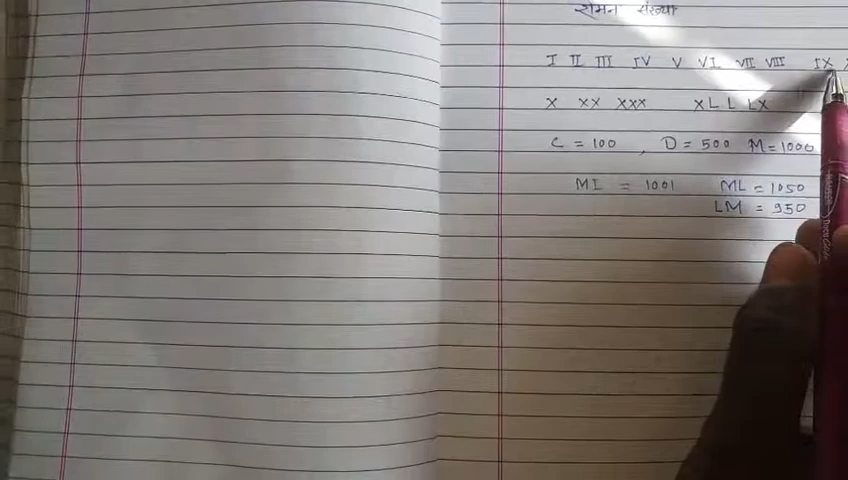 रोमन संख्या
I II III IV V VI VII VIII IX
X XX XXX XL L LX
C = 100 , D = 500 M = 1000
MI = 1001 ML = 1050
LM = 950